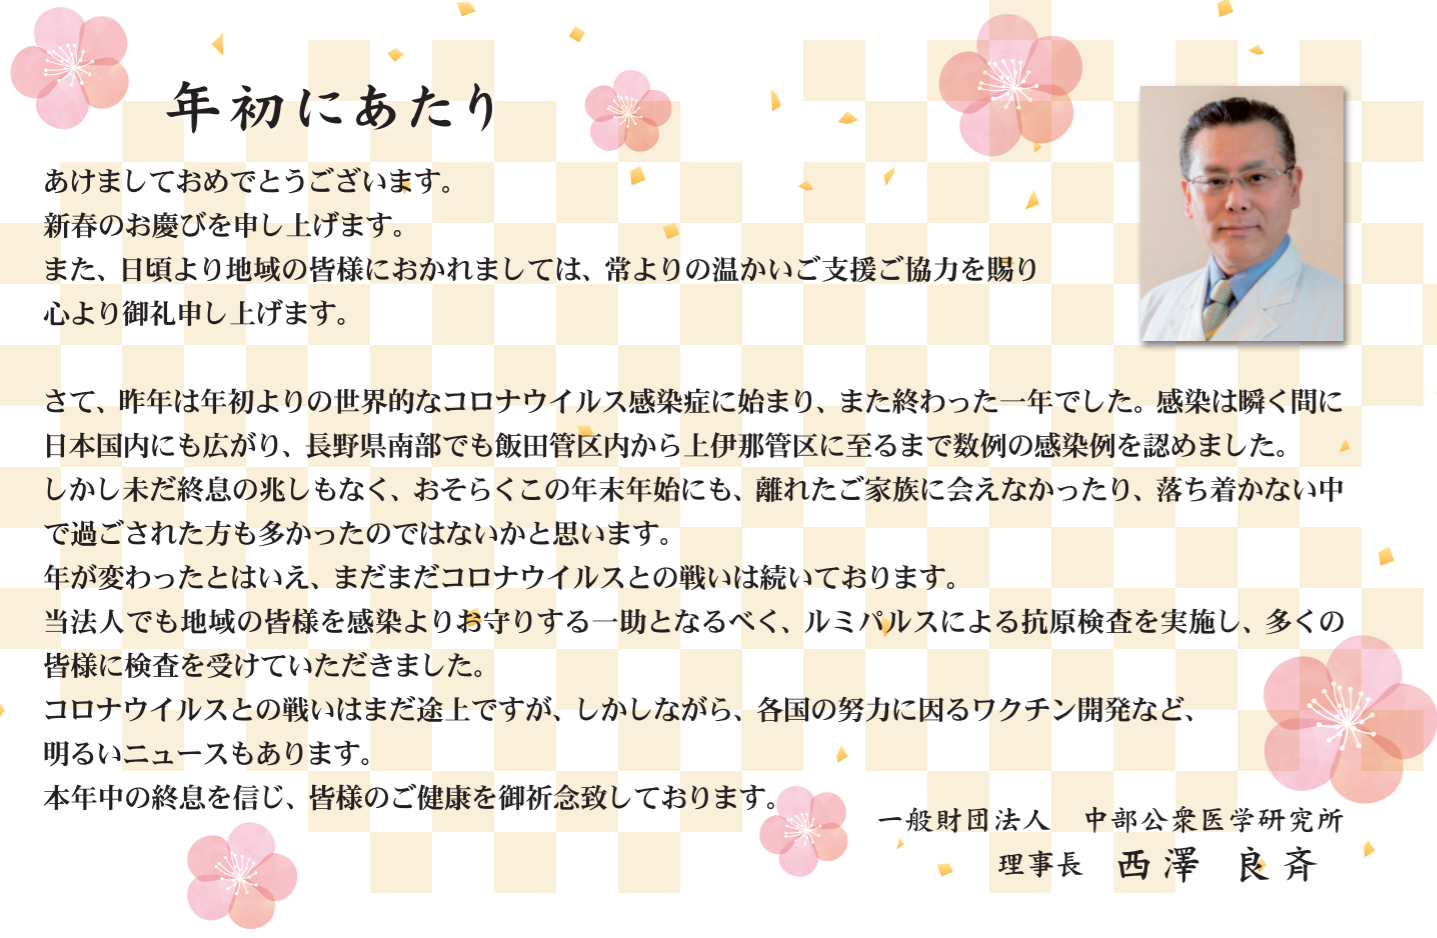 年初にあたり
あけましておめでとうございます。
新春のお慶びを申し上げます。
また、日頃より地域の皆様におかれましては、常よりの温かいご支援ご協力を賜り
心より御礼申し上げます。
さて、昨年は年初よりの世界的なコロナウイルス感染症に始まり、また終わった一年でした。感染は瞬く間に
日本国内にも広がり、長野県南部でも飯田管区内から上伊那管区に至るまで数例の感染例を認めました。
しかし未だ終息の兆しもなく、おそらくこの年末年始にも、離れたご家族に会えなかったり、落ち着かない中
で過ごされた方も多かったのではないかと思います。
年が変わったとはいえ、まだまだコロナウイルスとの戦いは続いております。
当法人でも地域の皆様を感染よりお守りする一助となるべく、ルミパルスによる抗原検査を実施し、多くの
皆様に検査を受けていただきました。
コロナウイルスとの戦いはまだ途上ですが、しかしながら、各国の努力に因るワクチン開発など、
明るいニュースもあります。
本年中の終息を信じ、皆様のご健康を御祈念致しております。
一般財団法人　中部公衆医学研究所
理事長　西澤 良斉